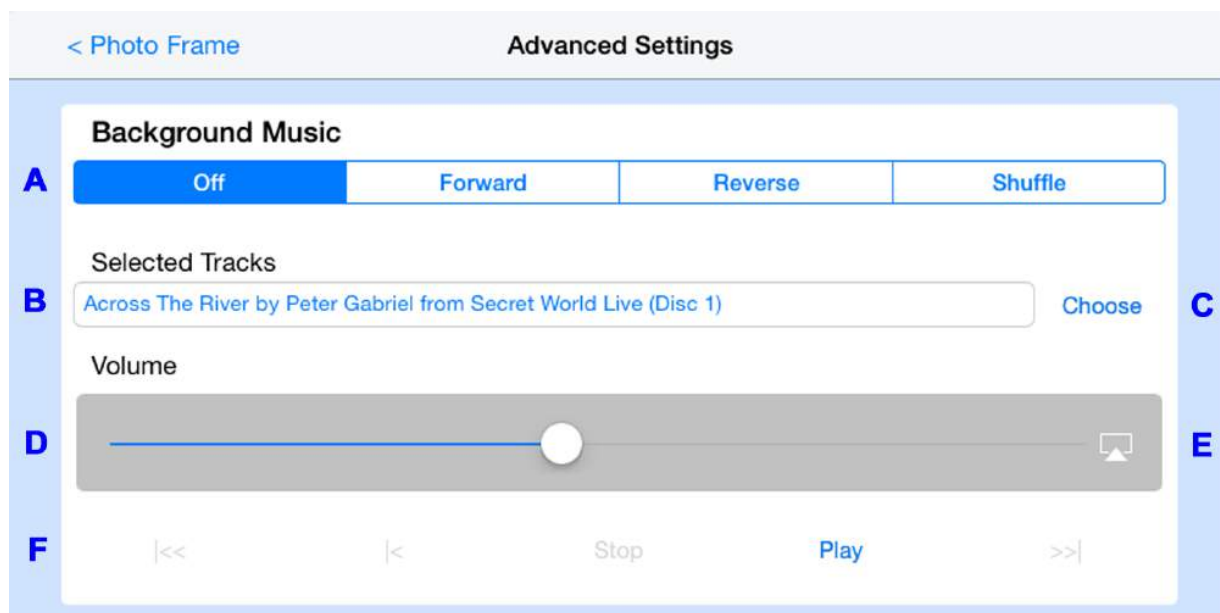 < Photo Frame Advanced Settings
Background Music
A Off Forward Reverse Shuffle
Selected Tracks
B Across The River by Peter Gabriel from Secret World Live (Disc 1) Choose C
Volume
D E
F |<< |< Stop Play >>|